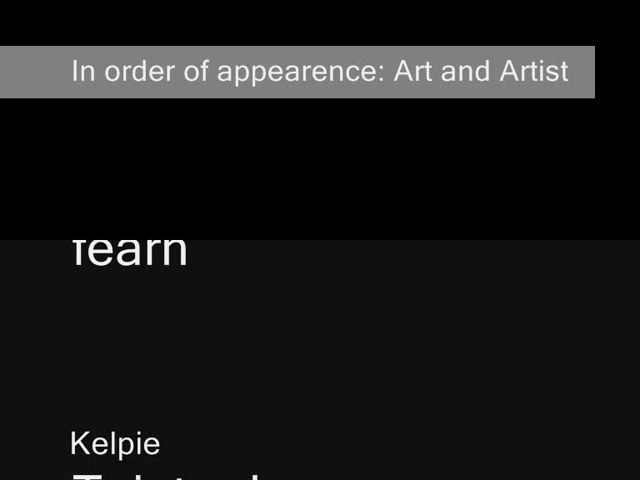 In order of appearence: Art and Artist
fearn
Kelpie